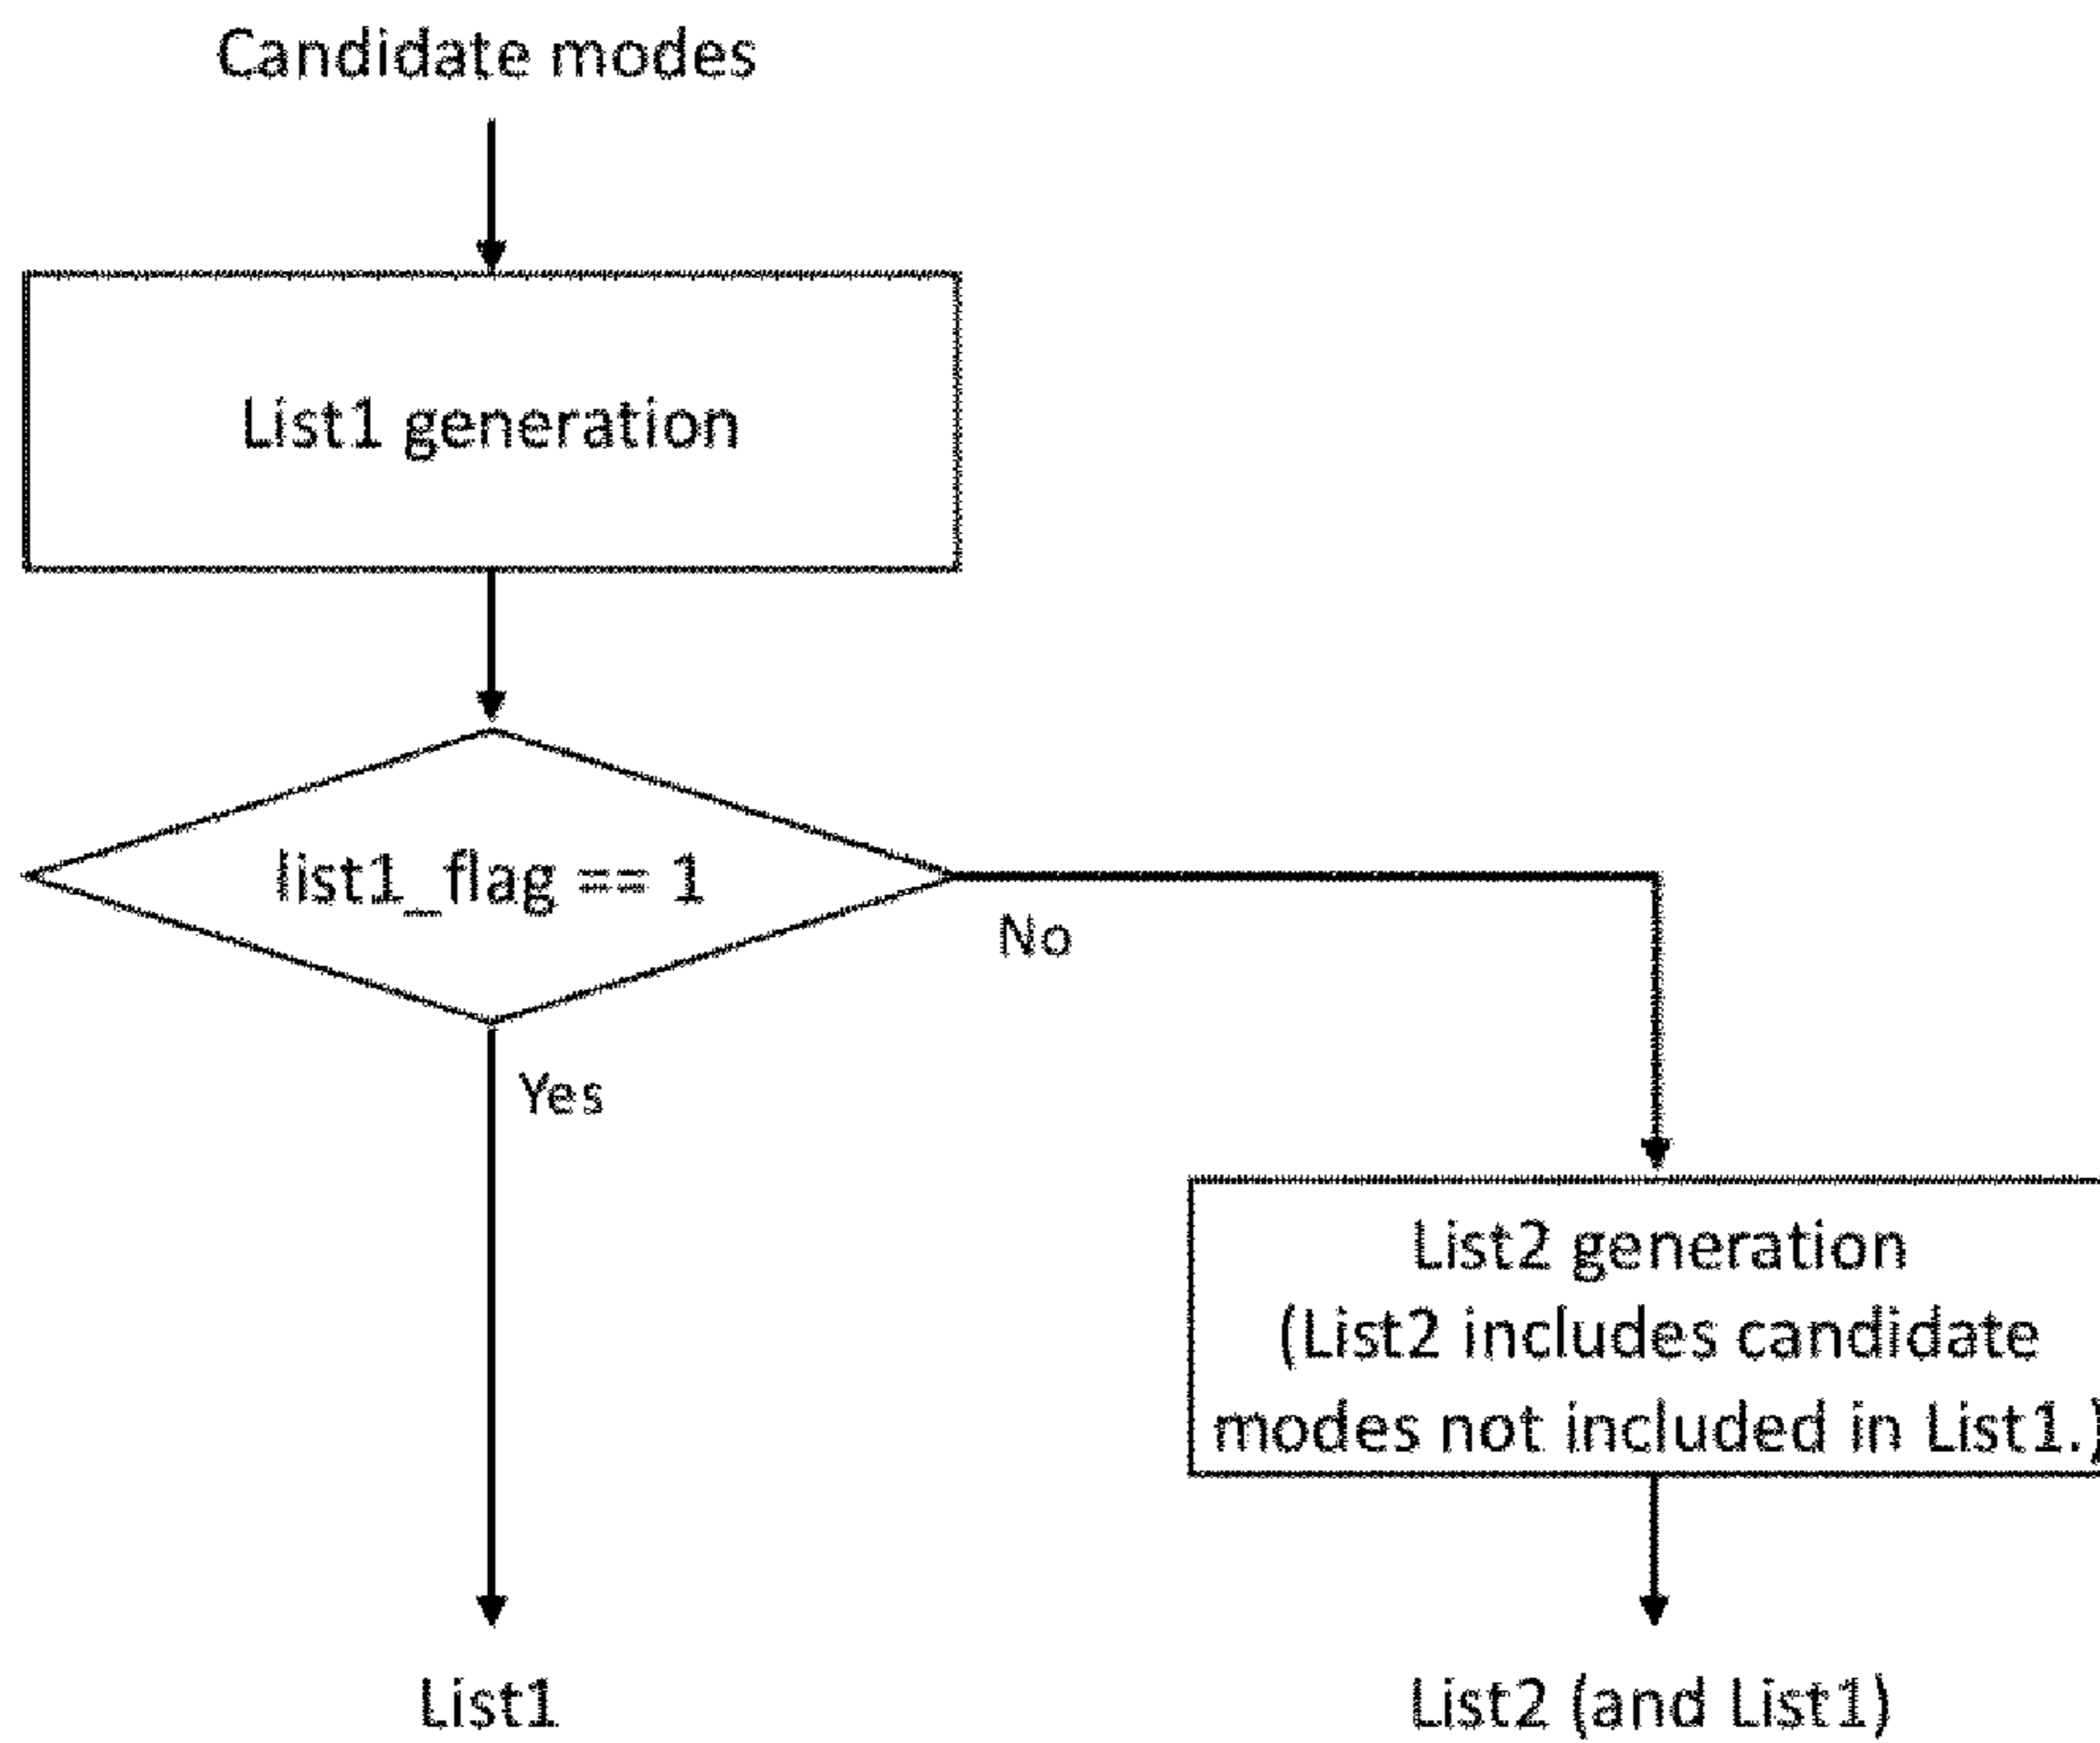 Candidate modes
List1 generation
list1_flag == 1
No
Yes
List2 generation
(List2 includes candidate
modes not included in List1.)
List1
List2 (and List1)